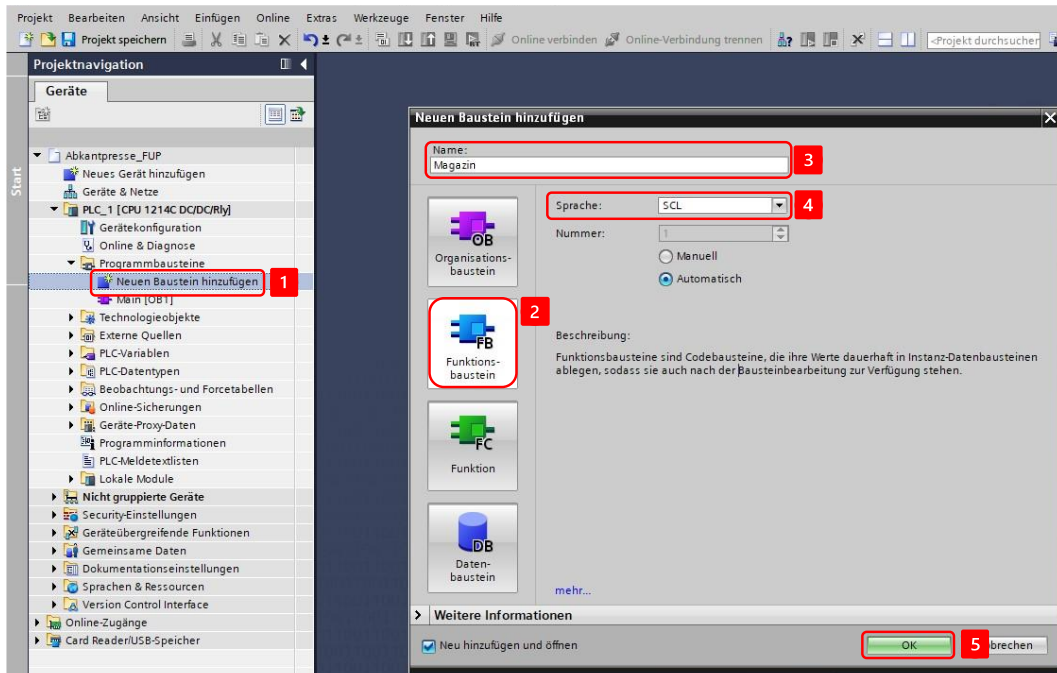 Projekt Bearbeiten Ansicht Einfügen Online Extras Werkzeuge Fenster Hilfe
Projekt speichern Online verbinden Online-Verbindung trennen <Projekt durchsuchen
Projektnavigation
Geräte
Start
Abkantpresse_FUP
Neues Gerät hinzufügen
Geräte & Netze
PLC_1 [CPU 1214C DC/DC/Rly]
Gerätekonfiguration
Online & Diagnose
Programmbausteine
Neuen Baustein hinzufügen
1
Main [OB1]
Technologieobjekte
Externe Quellen
PLC-Variablen
PLC-Datentypen
Beobachtungs- und Forcetabellen
Online-Sicherungen
Geräte-Proxy-Daten
Programminformationen
PLC-Meldetextlisten
Lokale Module
Nicht gruppierte Geräte
Security-Einstellungen
Geräteübergreifende Funktionen
Gemeinsame Daten
Dokumentationseinstellungen
Sprachen & Ressourcen
Version Control Interface
Online-Zugänge
Card Reader/USB-Speicher
Neuen Baustein hinzufügen
Name:
Magazin
3
OB
Organisations-
baustein
2
FB
Funktions-
baustein
FC
Funktion
DB
Daten-
baustein
Sprache: SCL
4
Nummer: 1
Manuell
Automatisch
Beschreibung:
Funktionsbausteine sind Codebausteine, die ihre Werte dauerhaft in Instanz-Datenbausteinen
ablegen, sodass sie auch nach der Bausteinbearbeitung zur Verfügung stehen.
mehr...
Weitere Informationen
Neu hinzufügen und öffnen
OK
5
brechen